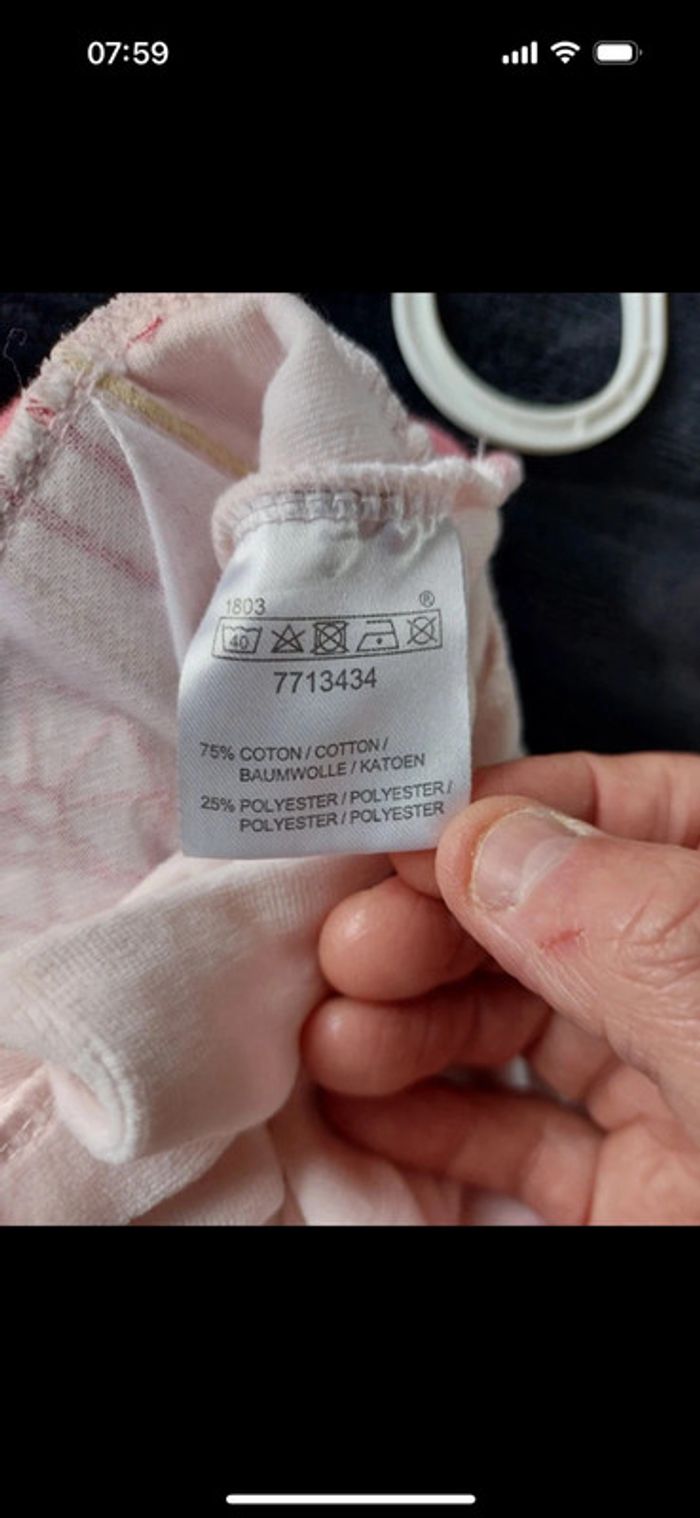 07:59
1803 ®
40
7713434
75% COTON / COTTON /
BAUMWOLLE / KATOEN
25% POLYESTER / POLYESTER /
POLYESTER / POLYESTER